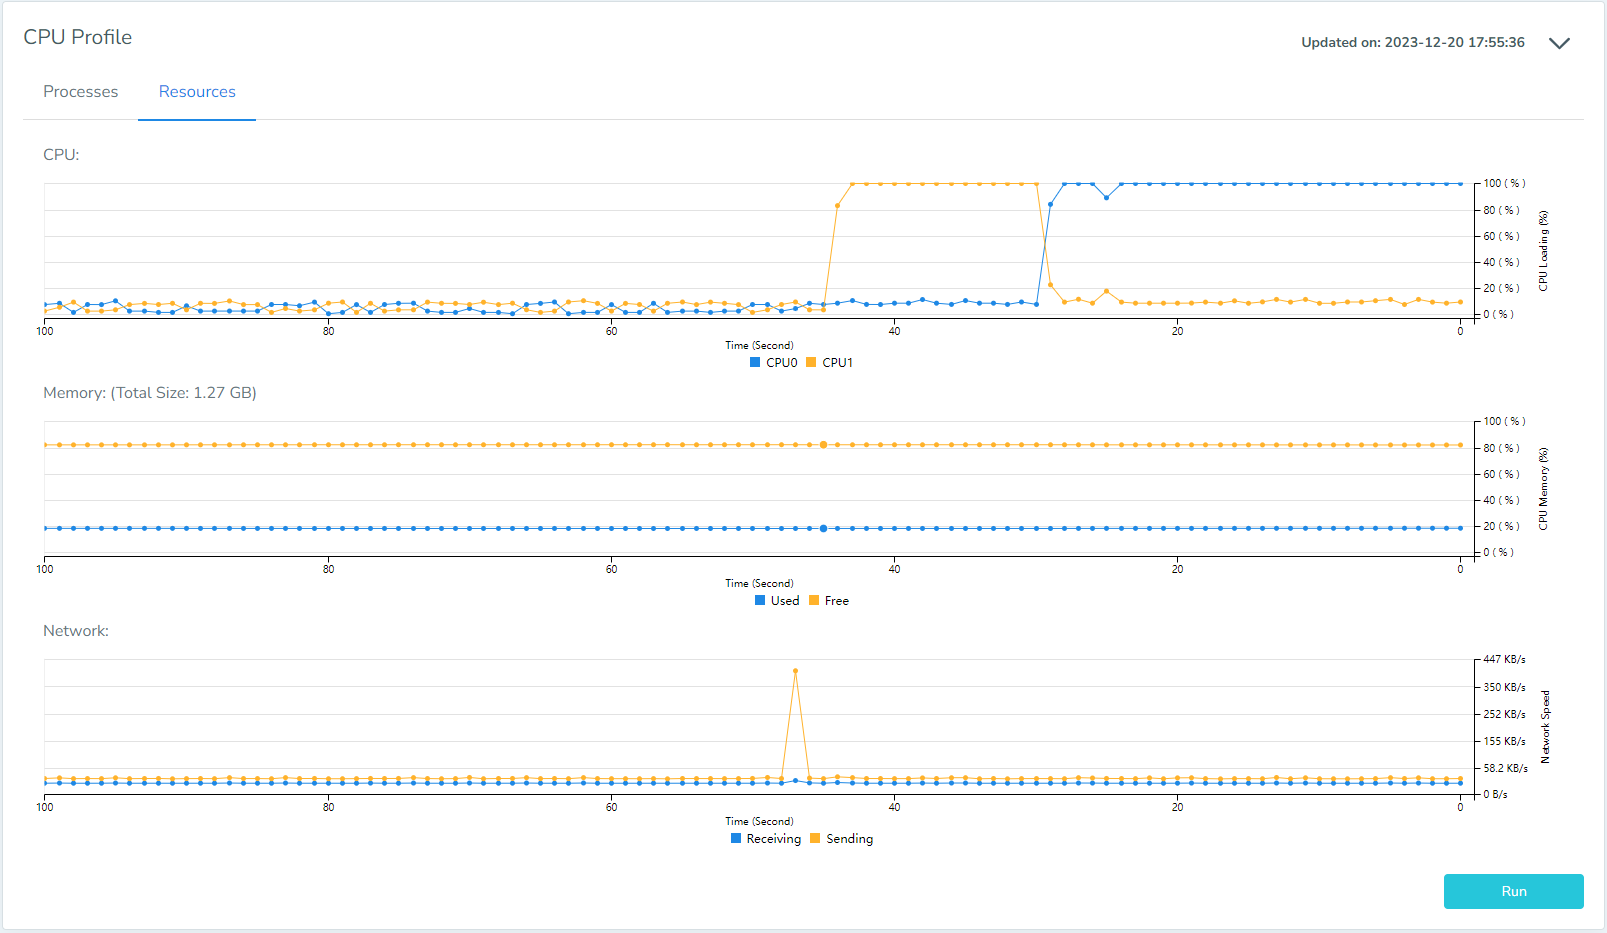 CPU Profile
Updated on: 2023-12-20 17:55:36
Processes Resources
CPU:
100 ( % )
80 ( % )
60 ( % )
40 ( % )
20 ( % )
0 ( % )
CPU Loading (%)
100 80 60 40 20 0
Time (Second)
CPU0 CPU1
Memory: (Total Size: 1.27 GB)
100 ( % )
80 ( % )
60 ( % )
40 ( % )
20 ( % )
0 ( % )
CPU Memory (%)
100 80 60 40 20 0
Time (Second)
Used Free
Network:
447 KB/s
350 KB/s
252 KB/s
155 KB/s
58.2 KB/s
0 B/s
Network Speed
100 80 60 40 20 0
Time (Second)
Receiving Sending
Run